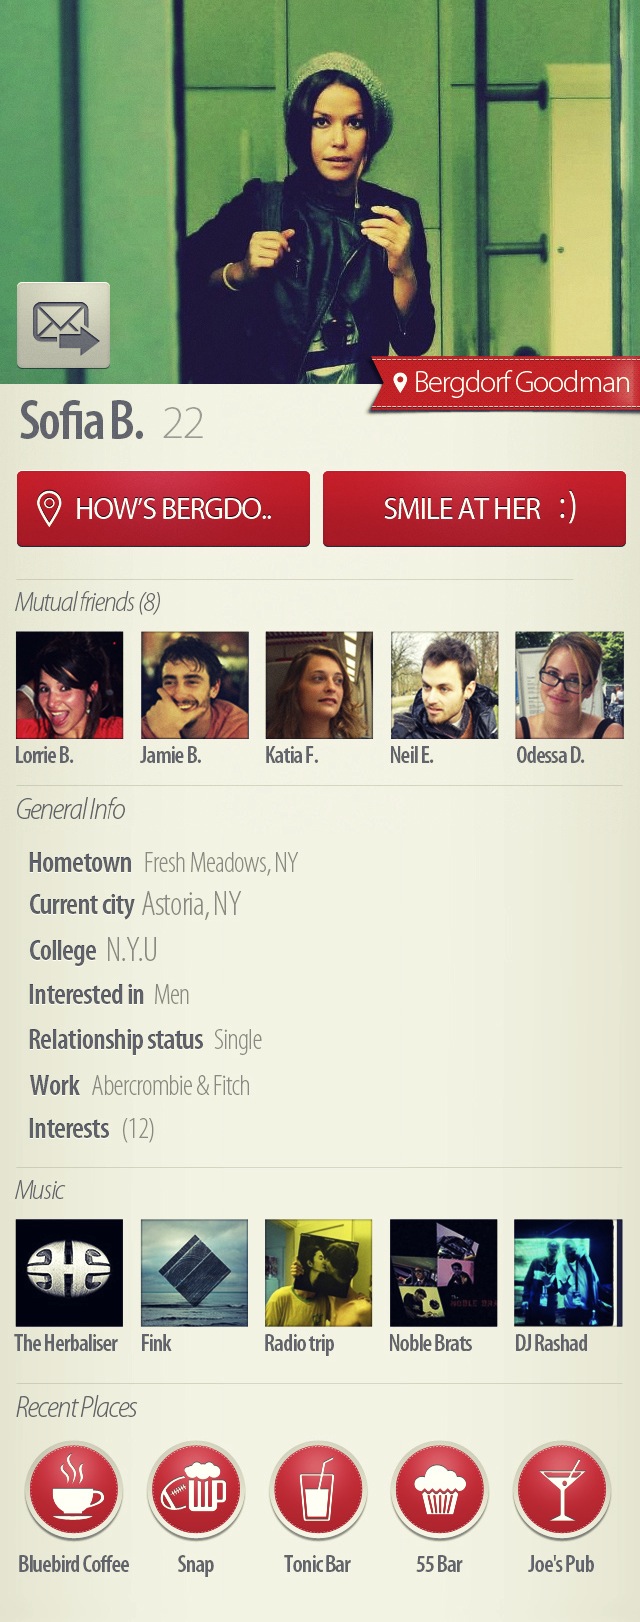 Bergdorf Goodman
Sofia B. 22
HOW'S BERGDO..
SMILE AT HER :)
Mutual friends (8)
Lorrie B.
Jamie B.
Katia F.
Neil E.
Odessa D.
General Info
Hometown Fresh Meadows, NY
Current city Astoria, NY
College N.Y.U
Interested in Men
Relationship status Single
Work Abercrombie & Fitch
Interests (12)
Music
NOBLE
The Herbaliser
Fink
Radio trip
Noble Brats
DJ Rashad
Recent Places
Bluebird Coffee
Snap
Tonic Bar
55 Bar
Joe's Pub